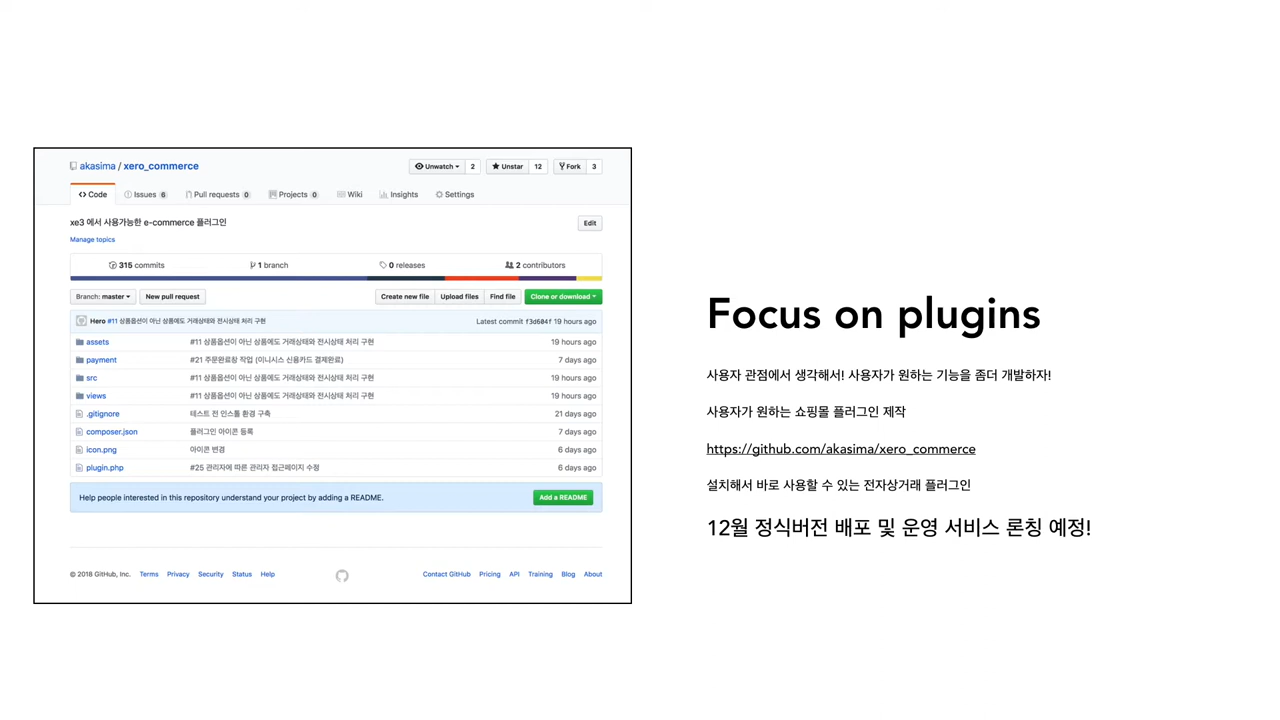 akasima / xero_commerce
Unwatch 2 Unstar 12 Fork 3
Code Issues 6 Pull requests 0 Projects 0 Wiki Insights Settings
xe3 에서 사용가능한 e-commerce 플러그인 Edit
Manage topics
315 commits 1 branch 0 releases 2 contributors
Branch: master New pull request Create new file Upload files Find file Clone or download
Hero #11 상품옵션이 아닌 상품에도 거래상태와 전시상태 처리 구현 Latest commit f3d604f 19 hours ago
assets #11 상품옵션이 아닌 상품에도 거래상태와 전시상태 처리 구현 19 hours ago
payment #21 주문완료창 작업 (이니시스 신용카드 결제완료) 7 days ago
src #11 상품옵션이 아닌 상품에도 거래상태와 전시상태 처리 구현 19 hours ago
views #11 상품옵션이 아닌 상품에도 거래상태와 전시상태 처리 구현 19 hours ago
.gitignore 테스트 전 인스톨 환경 구축 21 days ago
composer.json 플러그인 아이콘 등록 7 days ago
icon.png 아이콘 변경 6 days ago
plugin.php #25 관리자에 따른 관리자 접근페이지 수정 6 days ago
Help people interested in this repository understand your project by adding a README. Add a README
© 2018 GitHub, Inc. Terms Privacy Security Status Help Contact GitHub Pricing API Training Blog About
Focus on plugins
사용자 관점에서 생각해서! 사용자가 원하는 기능을 좀더 개발하자!
사용자가 원하는 쇼핑몰 플러그인 제작
https://github.com/akasima/xero_commerce
설치해서 바로 사용할 수 있는 전자상거래 플러그인
12월 정식버전 배포 및 운영 서비스 론칭 예정!